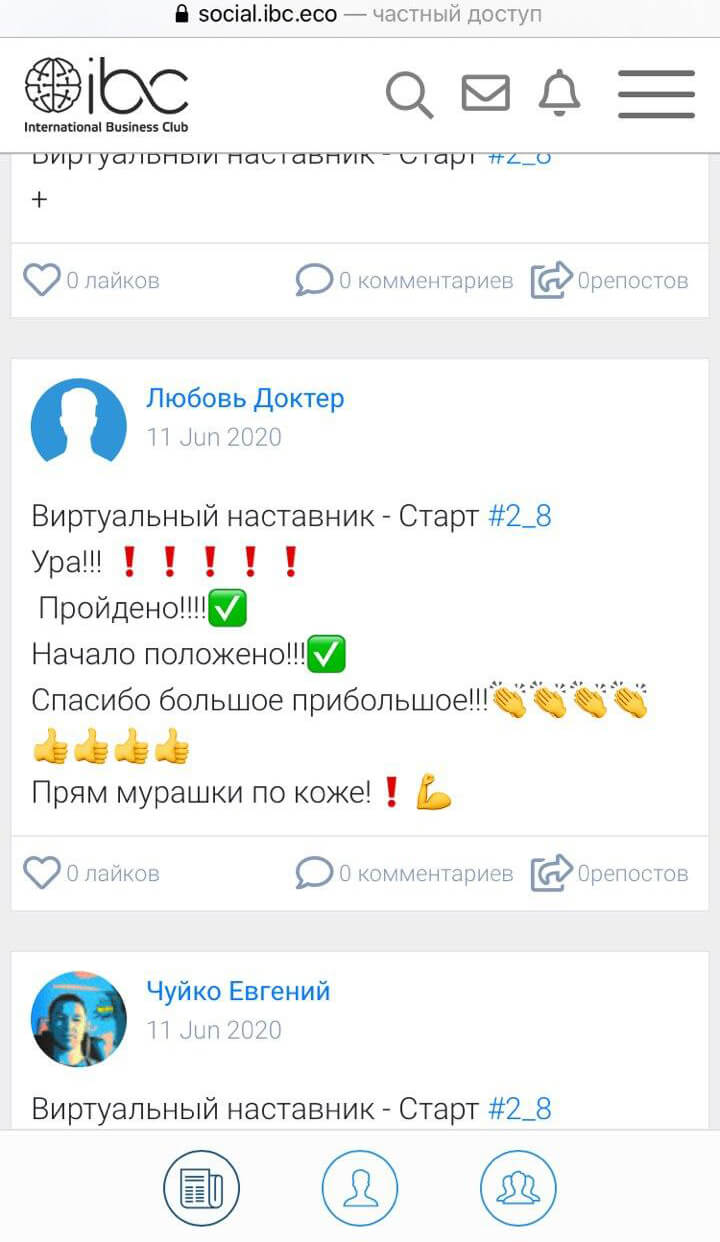 social.ibc.eco — частный доступ
ibc
International Business Club
Виртуальный наставник - Старт #2_8
+
0 лайков 0 комментариев 0репостов
Любовь Доктер
11 Jun 2020
Виртуальный наставник - Старт #2_8
Ура!!! ❗❗❗❗❗
Пройдено!!!!✅
Начало положено!!!✅
Спасибо большое прибольшое!!!👏👏👏👏
👍👍👍👍
Прям мурашки по коже!❗💪
0 лайков 0 комментариев 0репостов
Чуйко Евгений
11 Jun 2020
Виртуальный наставник - Старт #2_8